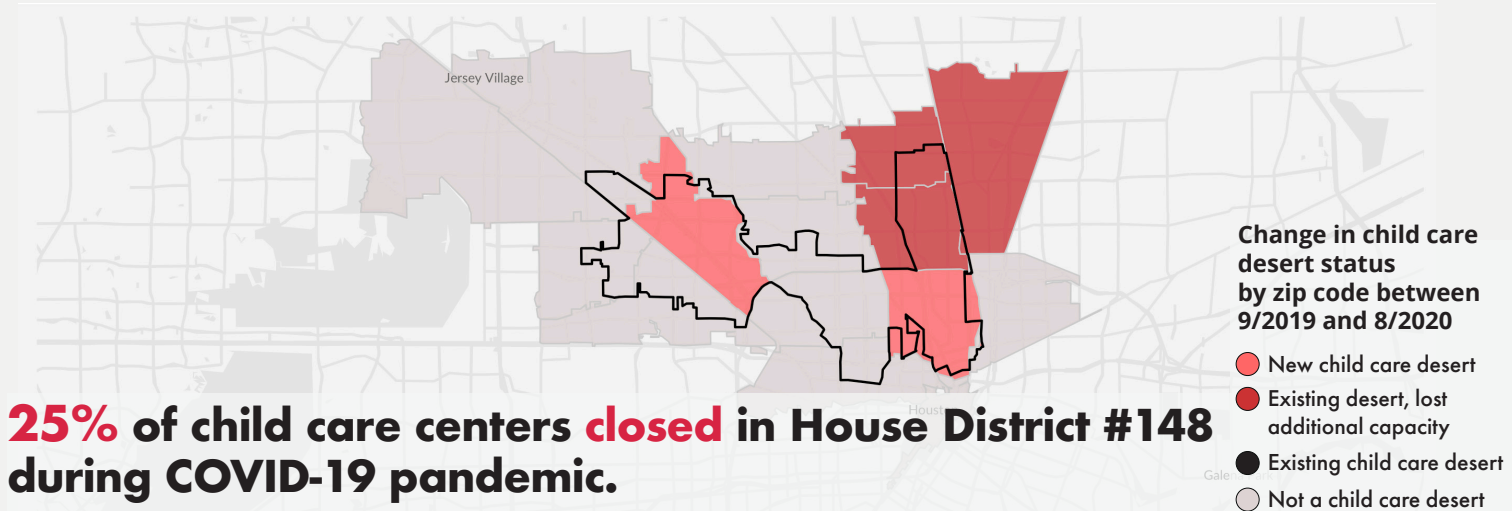 Jersey Village
Change in child care
desert status
by zip code between
9/2019 and 8/2020
New child care desert
Existing desert, lost
additional capacity
Existing child care desert
Not a child care desert
25% of child care centers closed in House District #148
during COVID-19 pandemic.